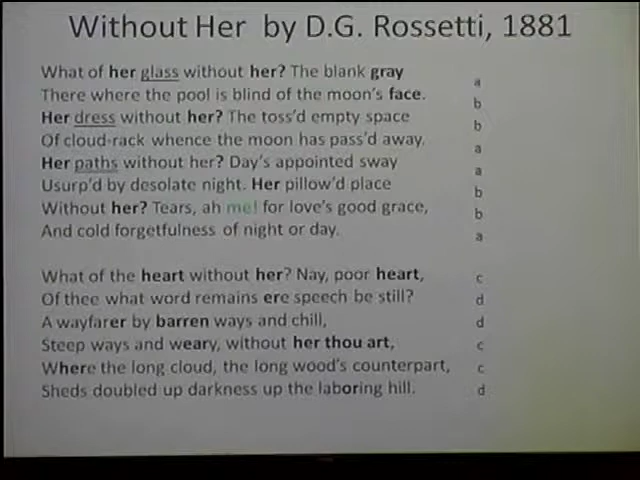 Without Her by D.G. Rossetti, 1881
What of her glass without her? The blank gray
a
There where the pool is blind of the moon's face.
b
Her dress without her? The toss'd empty space
b
Of cloud-rack whence the moon has pass'd away.
a
Her paths without her? Day's appointed sway
a
Usurp'd by desolate night. Her pillow'd place
b
Without her? Tears, ah me! for love's good grace,
b
And cold forgetfulness of night or day.
a
What of the heart without her? Nay, poor heart,
c
Of thee what word remains ere speech be still?
d
A wayfarer by barren ways and chill,
d
Steep ways and weary, without her thou art,
c
Where the long cloud, the long wood's counterpart,
c
Sheds doubled up darkness up the laboring hill.
d